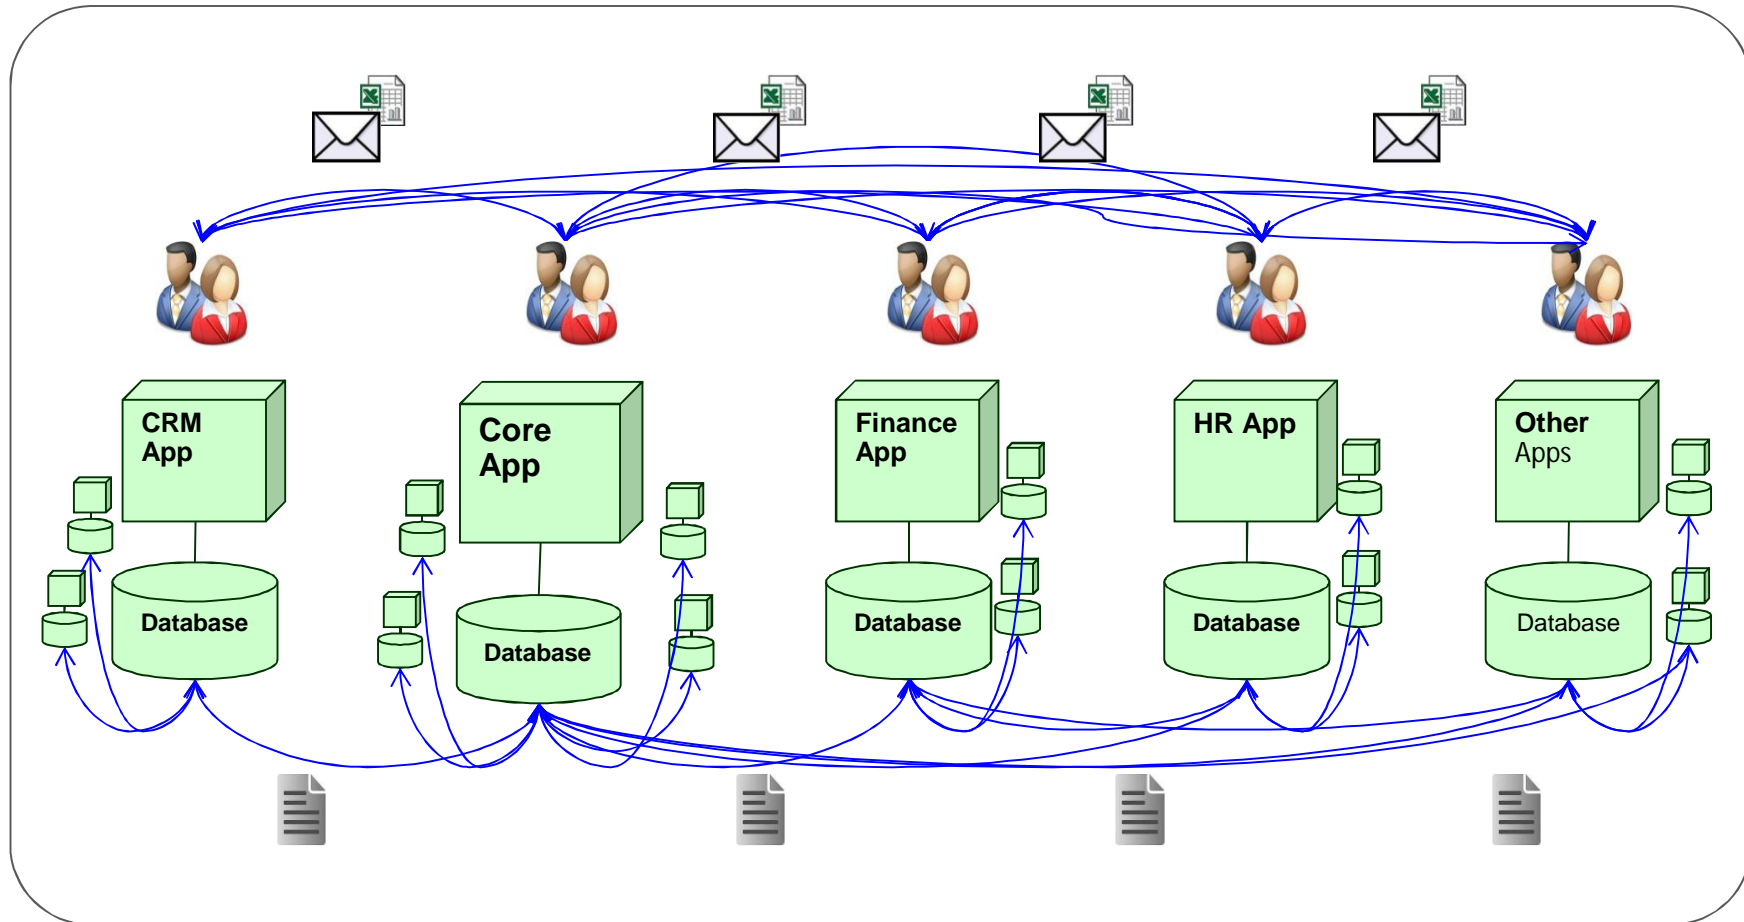 CRM
App
Core
App
Finance
App
HR App
Other
Apps
Database
Database
Database
Database
Database